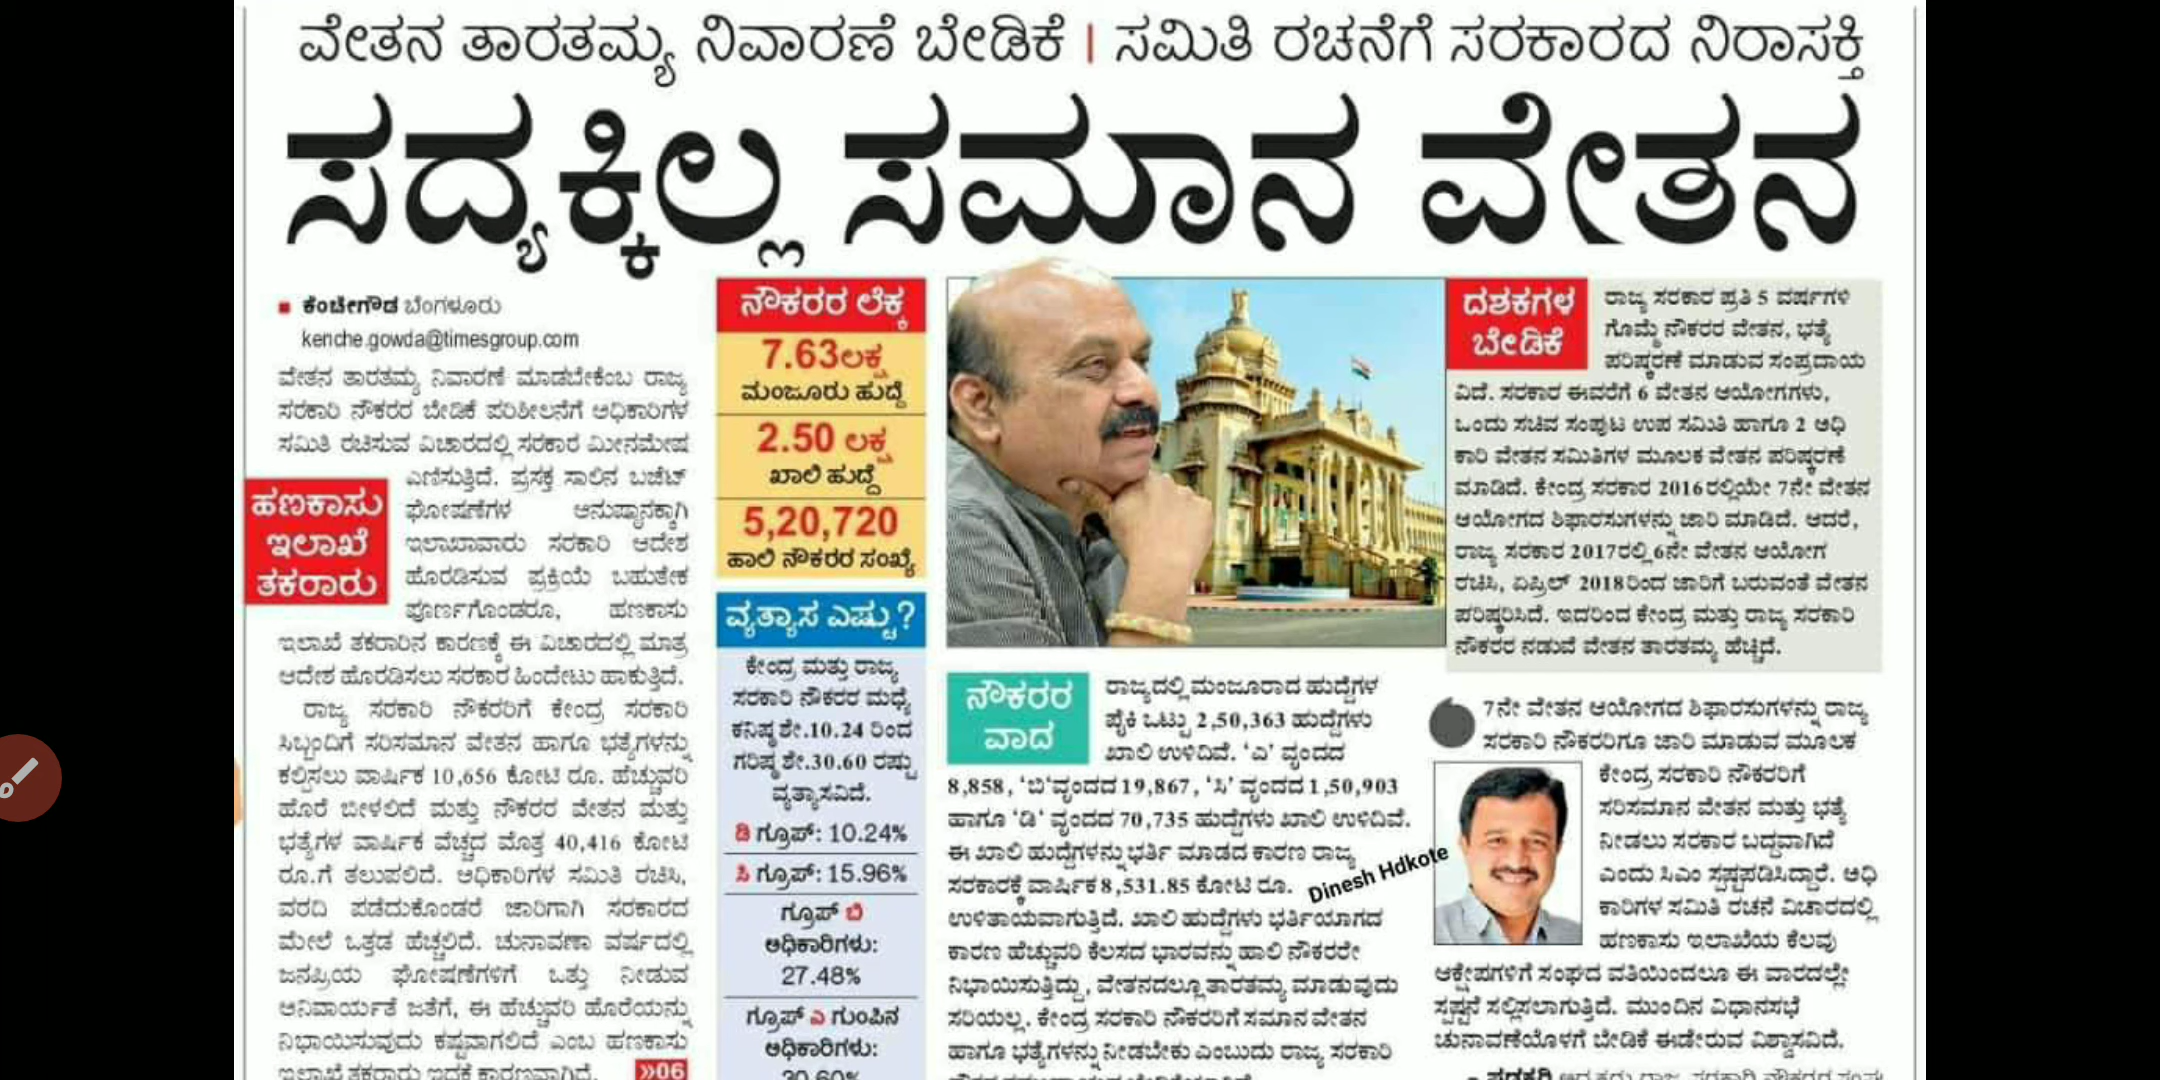 ವೇತನ ತಾರತಮ್ಯ ನಿವಾರಣೆ ಬೇಡಿಕೆ | ಸಮಿತಿ ರಚನೆಗೆ ಸರಕಾರದ ನಿರಾಸಕ್ತಿ
ಸದ್ಯಕ್ಕಿಲ್ಲ ಸಮಾನ ವೇತನ
■ ಕೆಂಚೇಗೌಡ ಬೆಂಗಳೂರು
kenche.gowda@timesgroup.com
ವೇತನ ತಾರತಮ್ಯ ನಿವಾರಣೆ ಮಾಡಬೇಕೆಂಬ ರಾಜ್ಯ
ಸರಕಾರಿ ನೌಕರರ ಬೇಡಿಕೆ ಪರಿಶೀಲನೆಗೆ ಅಧಿಕಾರಿಗಳ
ಸಮಿತಿ ರಚಿಸುವ ವಿಚಾರದಲ್ಲಿ ಸರಕಾರ ಮೀನಮೇಷ
ಎಣಿಸುತ್ತಿದೆ. ಪ್ರಸಕ್ತ ಸಾಲಿನ ಬಜೆಟ್
ಘೋಷಣೆಗಳ ಅನುಷ್ಠಾನಕ್ಕಾಗಿ
ಇಲಾಖಾವಾರು ಸರಕಾರಿ ಆದೇಶ
ಹೊರಡಿಸುವ ಪ್ರಕ್ರಿಯೆ ಬಹುತೇಕ
ಪೂರ್ಣಗೊಂಡರೂ, ಹಣಕಾಸು
ಇಲಾಖೆ ತಕರಾರಿನ ಕಾರಣಕ್ಕೆ ಈ ವಿಚಾರದಲ್ಲಿ ಮಾತ್ರ
ಆದೇಶ ಹೊರಡಿಸಲು ಸರಕಾರ ಹಿಂದೇಟು ಹಾಕುತ್ತಿದೆ.
ಹಣಕಾಸು
ಇಲಾಖೆ
ತಕರಾರು
ರಾಜ್ಯ ಸರಕಾರಿ ನೌಕರರಿಗೆ ಕೇಂದ್ರ ಸರಕಾರಿ
ಸಿಬ್ಬಂದಿಗೆ ಸರಿಸಮಾನ ವೇತನ ಹಾಗೂ ಭತ್ಯೆಗಳನ್ನು
ಕಲ್ಪಿಸಲು ವಾರ್ಷಿಕ 10,656 ಕೋಟಿ ರೂ. ಹೆಚ್ಚುವರಿ
ಹೊರೆ ಬೀಳಲಿದೆ ಮತ್ತು ನೌಕರರ ವೇತನ ಮತ್ತು
ಭತ್ಯೆಗಳ ವಾರ್ಷಿಕ ವೆಚ್ಚದ ಮೊತ್ತ 40,416 ಕೋಟಿ
ರೂ.ಗೆ ತಲುಪಲಿದೆ. ಅಧಿಕಾರಿಗಳ ಸಮಿತಿ ರಚಿಸಿ,
ವರದಿ ಪಡೆದುಕೊಂಡರೆ ಜಾರಿಗಾಗಿ ಸರಕಾರದ
ಮೇಲೆ ಒತ್ತಡ ಹೆಚ್ಚಲಿದೆ. ಚುನಾವಣಾ ವರ್ಷದಲ್ಲಿ
ಜನಪ್ರಿಯ ಘೋಷಣೆಗಳಿಗೆ ಒತ್ತು ನೀಡುವ
ಅನಿವಾರ್ಯತೆ ಜತೆಗೆ, ಈ ಹೆಚ್ಚುವರಿ ಹೊರೆಯನ್ನು
ನಿಭಾಯಿಸುವುದು ಕಷ್ಟವಾಗಲಿದೆ ಎಂಬ ಹಣಕಾಸು
ಇಲಾಖೆ ತಕರಾರು ಇದಕ್ಕೆ ಕಾರಣವಾಗಿದೆ. »06
ನೌಕರರ ಲೆಕ್ಕ
7.63ಲಕ್ಷ
ಮಂಜೂರು ಹುದ್ದೆ
2.50 ಲಕ್ಷ
ಖಾಲಿ ಹುದ್ದೆ
5,20,720
ಹಾಲಿ ನೌಕರರ ಸಂಖ್ಯೆ
ವ್ಯತ್ಯಾಸ ಎಷ್ಟು?
ಕೇಂದ್ರ ಮತ್ತು ರಾಜ್ಯ
ಸರಕಾರಿ ನೌಕರರ ಮಧ್ಯೆ
ಕನಿಷ್ಠ ಶೇ.10.24 ರಿಂದ
ಗರಿಷ್ಠ ಶೇ.30.60 ರಷ್ಟು
ವ್ಯತ್ಯಾಸವಿದೆ.
ಡಿ ಗ್ರೂಪ್: 10.24%
ಸಿ ಗ್ರೂಪ್: 15.96%
ಗ್ರೂಪ್ ಬಿ
ಅಧಿಕಾರಿಗಳು:
27.48%
ಗ್ರೂಪ್ ಎ ಗುಂಪಿನ
ಅಧಿಕಾರಿಗಳು:
30.60%
ನೌಕರರ
ವಾದ
ರಾಜ್ಯದಲ್ಲಿ ಮಂಜೂರಾದ ಹುದ್ದೆಗಳ
ಪೈಕಿ ಒಟ್ಟು 2,50,363 ಹುದ್ದೆಗಳು
ಖಾಲಿ ಉಳಿದಿವೆ. 'ಎ' ವೃಂದದ
8,858, 'ಬಿ'ವೃಂದದ 19,867, 'ಸಿ' ವೃಂದದ 1,50,903
ಹಾಗೂ 'ಡಿ' ವೃಂದದ 70,735 ಹುದ್ದೆಗಳು ಖಾಲಿ ಉಳಿದಿವೆ.
ಈ ಖಾಲಿ ಹುದ್ದೆಗಳನ್ನು ಭರ್ತಿ ಮಾಡದ ಕಾರಣ ರಾಜ್ಯ
ಸರಕಾರಕ್ಕೆ ವಾರ್ಷಿಕ 8,531.85 ಕೋಟಿ ರೂ.
ಉಳಿತಾಯವಾಗುತ್ತಿದೆ. ಖಾಲಿ ಹುದ್ದೆಗಳು ಭರ್ತಿಯಾಗದ
ಕಾರಣ ಹೆಚ್ಚುವರಿ ಕೆಲಸದ ಭಾರವನ್ನು ಹಾಲಿ ನೌಕರರೇ
ನಿಭಾಯಿಸುತ್ತಿದ್ದು, ವೇತನದಲ್ಲೂ ತಾರತಮ್ಯ ಮಾಡುವುದು
ಸರಿಯಲ್ಲ. ಕೇಂದ್ರ ಸರಕಾರಿ ನೌಕರರಿಗೆ ಸಮಾನ ವೇತನ
ಹಾಗೂ ಭತ್ಯೆಗಳನ್ನು ನೀಡಬೇಕು ಎಂಬುದು ರಾಜ್ಯ ಸರಕಾರಿ
Dinesh Hdkote
ದಶಕಗಳ
ಬೇಡಿಕೆ
ರಾಜ್ಯ ಸರಕಾರ ಪ್ರತಿ 5 ವರ್ಷಗಳಿ
ಗೊಮ್ಮೆ ನೌಕರರ ವೇತನ, ಭತ್ಯೆ
ಪರಿಷ್ಕರಣೆ ಮಾಡುವ ಸಂಪ್ರದಾಯ
ವಿದೆ. ಸರಕಾರ ಈವರೆಗೆ 6 ವೇತನ ಆಯೋಗಗಳು,
ಒಂದು ಸಚಿವ ಸಂಪುಟ ಉಪ ಸಮಿತಿ ಹಾಗೂ 2 ಅಧಿ
ಕಾರಿ ವೇತನ ಸಮಿತಿಗಳ ಮೂಲಕ ವೇತನ ಪರಿಷ್ಕರಣೆ
ಮಾಡಿದೆ. ಕೇಂದ್ರ ಸರಕಾರ 2016ರಲ್ಲಿಯೇ 7ನೇ ವೇತನ
ಆಯೋಗದ ಶಿಫಾರಸುಗಳನ್ನು ಜಾರಿ ಮಾಡಿದೆ. ಆದರೆ,
ರಾಜ್ಯ ಸರಕಾರ 2017ರಲ್ಲಿ 6ನೇ ವೇತನ ಆಯೋಗ
ರಚಿಸಿ, ಏಪ್ರಿಲ್ 2018ರಿಂದ ಜಾರಿಗೆ ಬರುವಂತೆ ವೇತನ
ಪರಿಷ್ಕರಿಸಿದೆ. ಇದರಿಂದ ಕೇಂದ್ರ ಮತ್ತು ರಾಜ್ಯ ಸರಕಾರಿ
ನೌಕರರ ನಡುವೆ ವೇತನ ತಾರತಮ್ಯ ಹೆಚ್ಚಿದೆ.
7ನೇ ವೇತನ ಆಯೋಗದ ಶಿಫಾರಸುಗಳನ್ನು ರಾಜ್ಯ
ಸರಕಾರಿ ನೌಕರರಿಗೂ ಜಾರಿ ಮಾಡುವ ಮೂಲಕ
ಕೇಂದ್ರ ಸರಕಾರಿ ನೌಕರರಿಗೆ
ಸರಿಸಮಾನ ವೇತನ ಮತ್ತು ಭತ್ಯೆ
ನೀಡಲು ಸರಕಾರ ಬದ್ಧವಾಗಿದೆ
ಎಂದು ಸಿಎಂ ಸ್ಪಷ್ಟಪಡಿಸಿದ್ದಾರೆ. ಅಧಿ
ಕಾರಿಗಳ ಸಮಿತಿ ರಚನೆ ವಿಚಾರದಲ್ಲಿ
ಹಣಕಾಸು ಇಲಾಖೆಯ ಕೆಲವು
ಆಕ್ಷೇಪಗಳಿಗೆ ಸಂಘದ ವತಿಯಿಂದಲೂ ಈ ವಾರದಲ್ಲೇ
ಸ್ಪಷ್ಟನೆ ಸಲ್ಲಿಸಲಾಗುತ್ತಿದೆ. ಮುಂದಿನ ವಿಧಾನಸಭೆ
ಚುನಾವಣೆಯೊಳಗೆ ಬೇಡಿಕೆ ಈಡೇರುವ ವಿಶ್ವಾಸವಿದೆ.